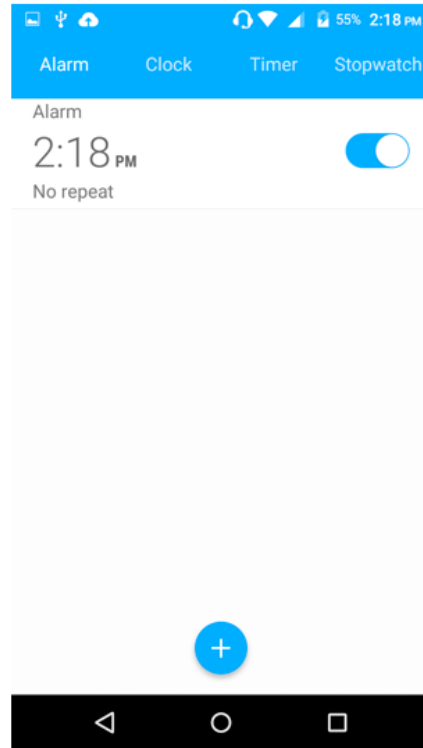 55% 2:18 PM
Alarm Clock Timer Stopwatch
Alarm
2:18 PM
No repeat